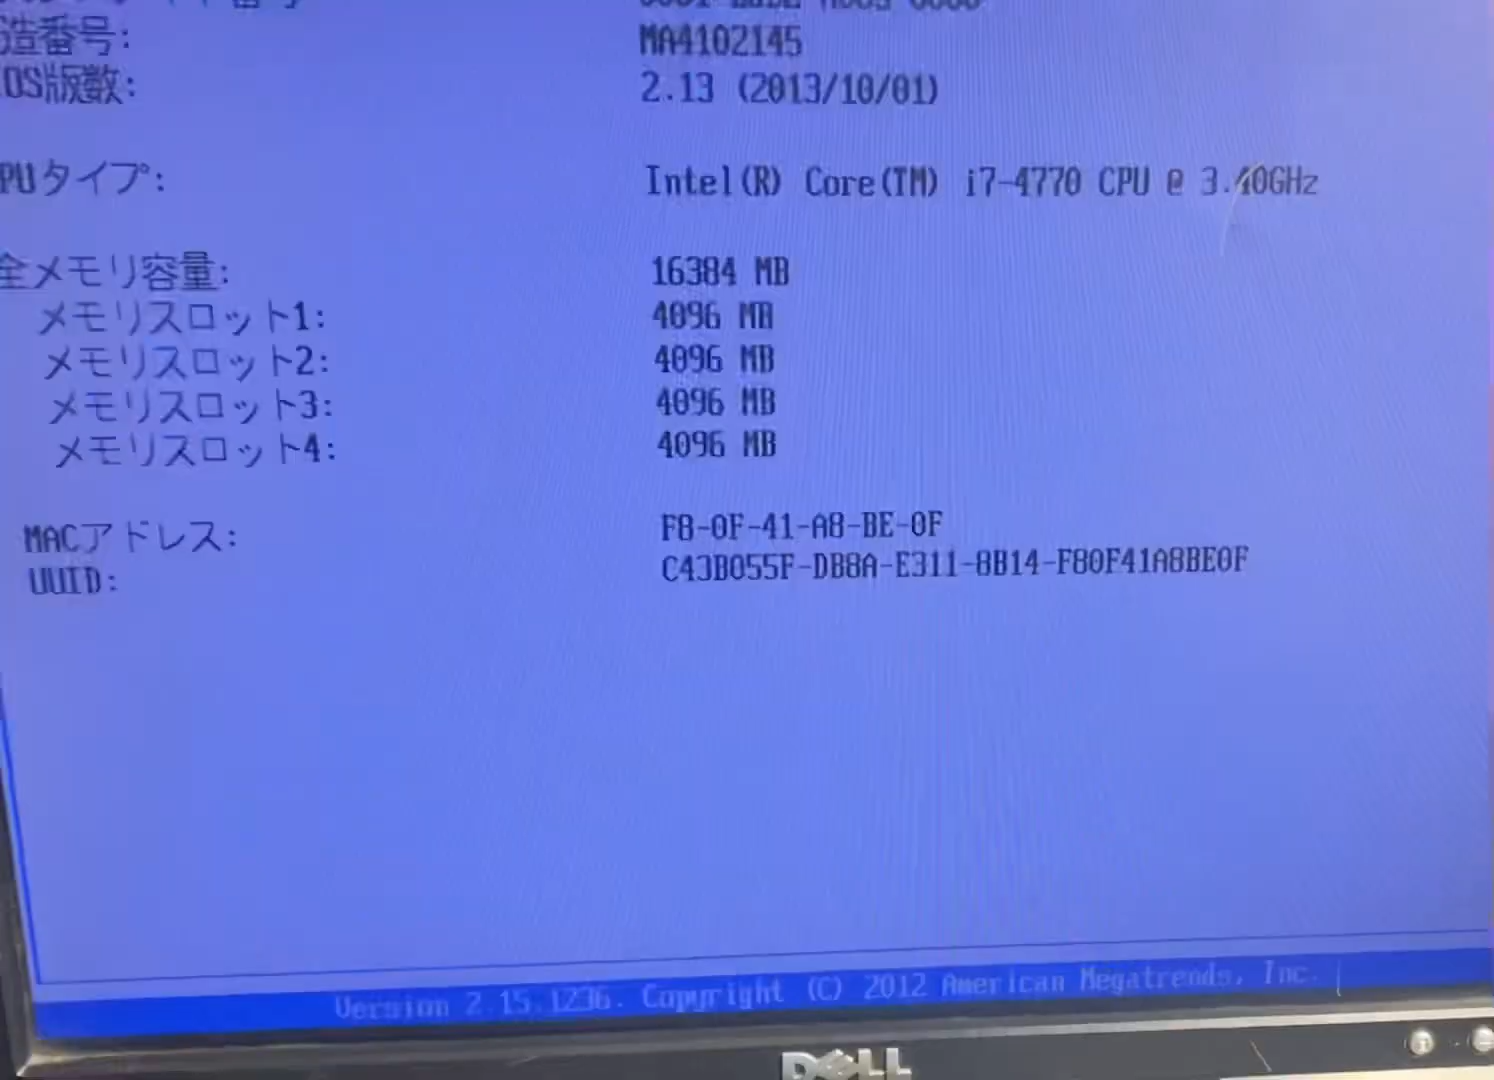 造番号: MA4102145
OS版数: 2.13 (2013/10/01)
PUタイプ: Intel(R) Core(TM) i7-4770 CPU @ 3.40GHz
全メモリ容量: 16384 MB
メモリスロット1: 4096 MB
メモリスロット2: 4096 MB
メモリスロット3: 4096 MB
メモリスロット4: 4096 MB
MACアドレス: F8-0F-41-A8-BE-0F
UUID: C43B055F-DB8A-E311-8B14-F80F41A8BE0F
Version 2.15.1236. Copyright (C) 2012 American Megatrends, Inc.
DELL